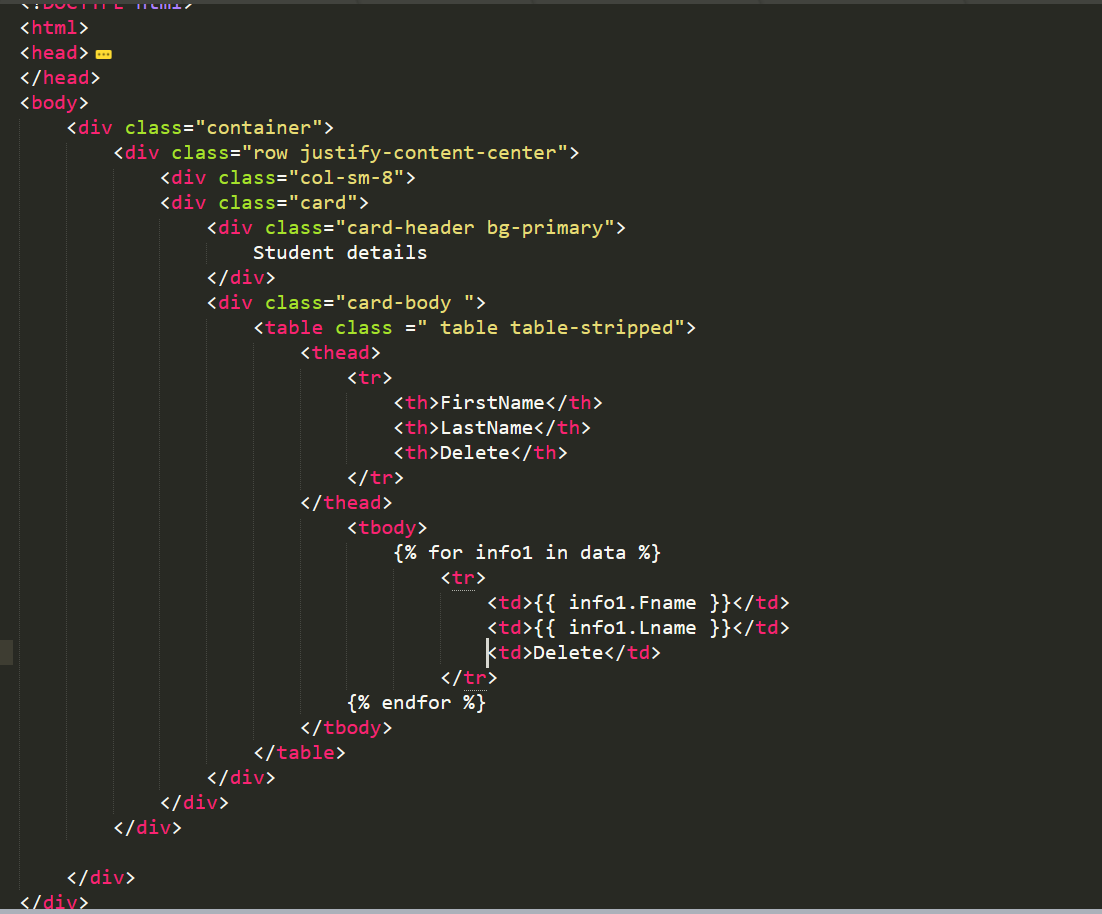 <!DOCTYPE html>
<html>
<head>
</head>
<body>
<div class="container">
<div class="row justify-content-center">
<div class="col-sm-8">
<div class="card">
<div class="card-header bg-primary">
Student details
</div>
<div class="card-body ">
<table class =" table table-stripped">
<thead>
<tr>
<th>FirstName</th>
<th>LastName</th>
<th>Delete</th>
</tr>
</thead>
<tbody>
{% for info1 in data %}
<tr>
<td>{{ info1.Fname }}</td>
<td>{{ info1.Lname }}</td>
<td>Delete</td>
</tr>
{% endfor %}
</tbody>
</table>
</div>
</div>
</div>
</div>
</div>